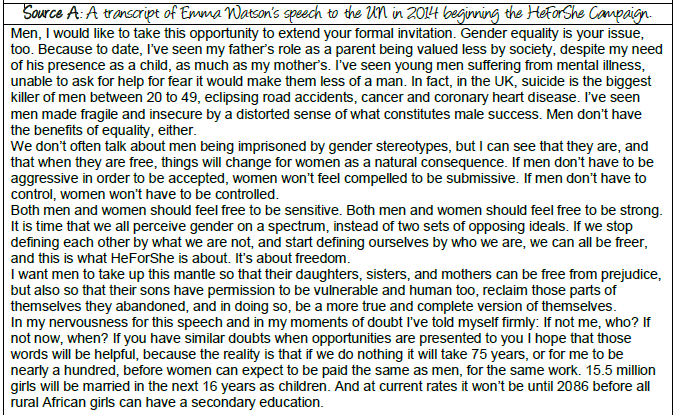 Source A: A transcript of Emma Watson's speech to the UN in 2014 beginning the HeForShe Campaign.
Men, I would like to take this opportunity to extend your formal invitation. Gender equality is your issue,
too. Because to date, I've seen my father's role as a parent being valued less by society, despite my need
of his presence as a child, as much as my mother's. I've seen young men suffering from mental illness,
unable to ask for help for fear it would make them less of a man. In fact, in the UK, suicide is the biggest
killer of men between 20 to 49, eclipsing road accidents, cancer and coronary heart disease. I've seen
men made fragile and insecure by a distorted sense of what constitutes male success. Men don't have
the benefits of equality, either.
We don't often talk about men being imprisoned by gender stereotypes, but I can see that they are, and
that when they are free, things will change for women as a natural consequence. If men don't have to be
aggressive in order to be accepted, women won't feel compelled to be submissive. If men don't have to
control, women won't have to be controlled.
Both men and women should feel free to be sensitive. Both men and women should feel free to be strong.
It is time that we all perceive gender on a spectrum, instead of two sets of opposing ideals. If we stop
defining each other by what we are not, and start defining ourselves by who we are, we can all be freer,
and this is what HeForShe is about. It's about freedom.
I want men to take up this mantle so that their daughters, sisters, and mothers can be free from prejudice,
but also so that their sons have permission to be vulnerable and human too, reclaim those parts of
themselves they abandoned, and in doing so, be a more true and complete version of themselves.
In my nervousness for this speech and in my moments of doubt I've told myself firmly: If not me, who? If
not now, when? If you have similar doubts when opportunities are presented to you I hope that those
words will be helpful, because the reality is that if we do nothing it will take 75 years, or for me to be
nearly a hundred, before women can expect to be paid the same as men, for the same work. 15.5 million
girls will be married in the next 16 years as children. And at current rates it won't be until 2086 before all
rural African girls can have a secondary education.